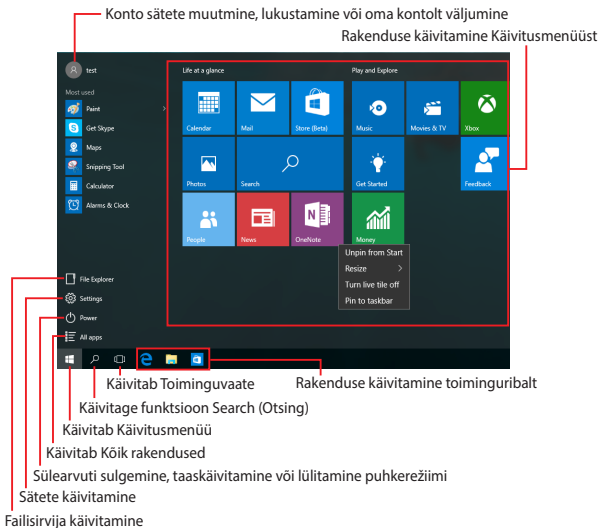 Konto sätete muutmine, lukustamine või oma kontolt väljumine
Rakenduse käivitamine Käivitusmenüüst
test
Life at a glance
Play and Explore
Most used
Paint
Get Skype
Maps
Snipping Tool
Calculator
Alarms & Clock
Calendar
Mail
Store (Beta)
Music
Movies & TV
Xbox
Photos
Search
Get Started
Feedback
People
News
OneNote
Money
Unpin from Start
Resize
Turn live tile off
Pin to taskbar
File Explorer
Settings
Power
All apps
Käivitab Toiminguvaate
Rakenduse käivitamine toiminguribalt
Käivitage funktsioon Search (Otsing)
Käivitab Käivitusmenüü
Käivitab Kõik rakendused
Sülearvuti sulgemine, taaskäivitamine või lülitamine puhkerežiimi
Sätete käivitamine
Failisirvija käivitamine